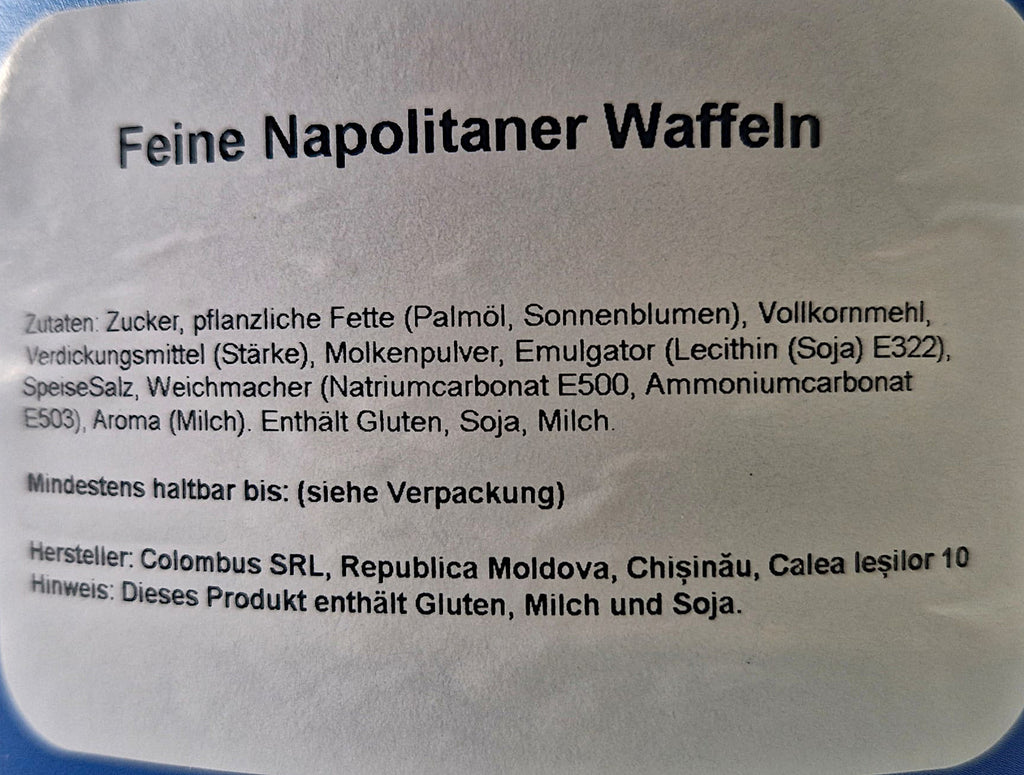 Feine Napolitaner Waffeln
Zutaten: Zucker, pflanzliche Fette (Palmöl, Sonnenblumen), Vollkornmehl,
Verdickungsmittel (Stärke), Molkenpulver, Emulgator (Lecithin (Soja) E322),
SpeiseSalz, Weichmacher (Natriumcarbonat E500, Ammoniumcarbonat
E503), Aroma (Milch). Enthält Gluten, Soja, Milch.
Mindestens haltbar bis: (siehe Verpackung)
Hersteller: Colombus SRL, Republica Moldova, Chișinău, Calea Ieșilor 10
Hinweis: Dieses Produkt enthält Gluten, Milch und Soja.